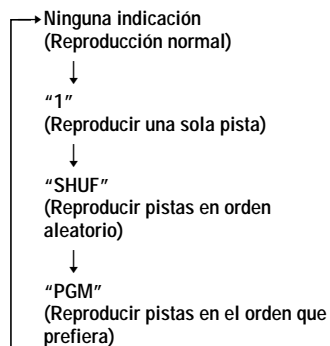 Ninguna indicación
(Reproducción normal)
“1”
(Reproducir una sola pista)
“SHUF”
(Reproducir pistas en orden
aleatorio)
“PGM”
(Reproducir pistas en el orden que
prefiera)